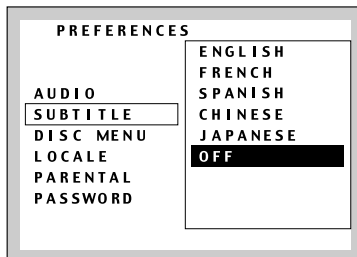 PREFERENCES
AUDIO
SUBTITLE
DISC MENU
LOCALE
PARENTAL
PASSWORD
ENGLISH
FRENCH
SPANISH
CHINESE
JAPANESE
OFF